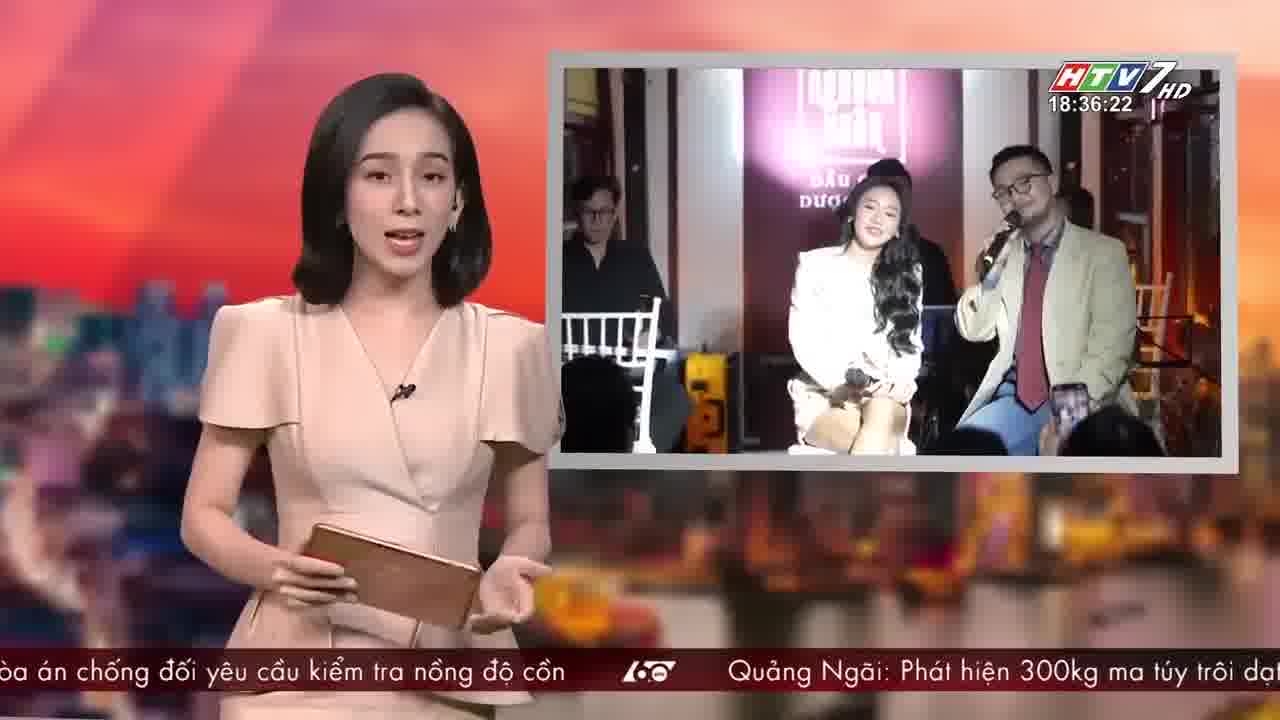 HTV7 HD
18:36:22
DƯỢC
òa án chống đối yêu cầu kiểm tra nồng độ cồn
Quảng Ngãi: Phát hiện 300kg ma túy trôi dạt